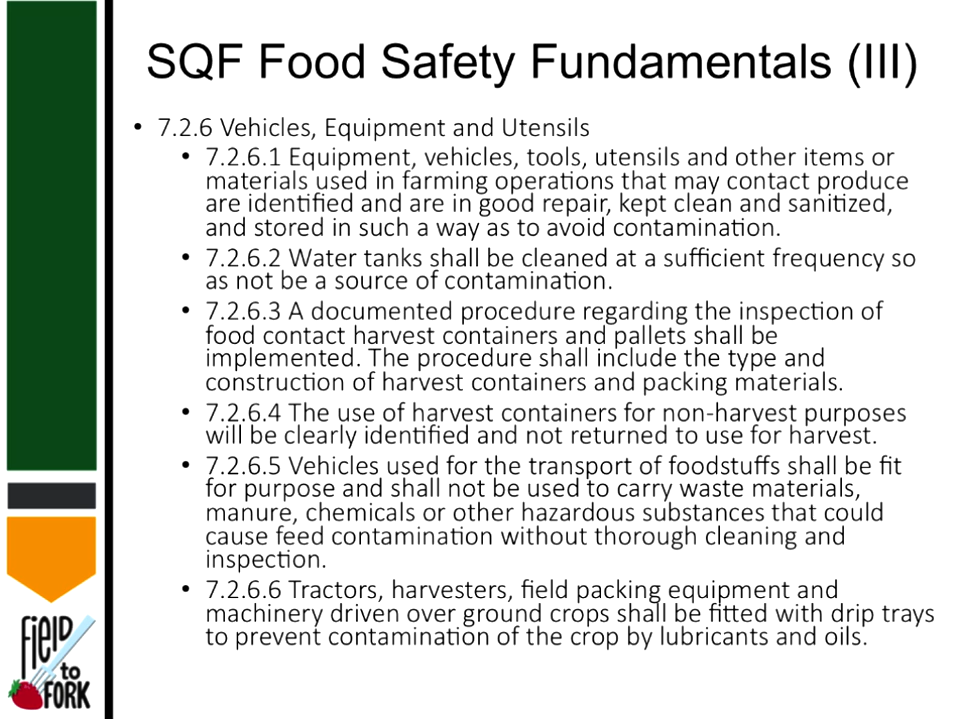 SQF Food Safety Fundamentals (III)
• 7.2.6 Vehicles, Equipment and Utensils
• 7.2.6.1 Equipment, vehicles, tools, utensils and other items or
materials used in farming operations that may contact produce
are identified and are in good repair, kept clean and sanitized,
and stored in such a way as to avoid contamination.
• 7.2.6.2 Water tanks shall be cleaned at a sufficient frequency so
as not be a source of contamination.
• 7.2.6.3 A documented procedure regarding the inspection of
food contact harvest containers and pallets shall be
implemented. The procedure shall include the type and
construction of harvest containers and packing materials.
• 7.2.6.4 The use of harvest containers for non-harvest purposes
will be clearly identified and not returned to use for harvest.
• 7.2.6.5 Vehicles used for the transport of foodstuffs shall be fit
for purpose and shall not be used to carry waste materials,
manure, chemicals or other hazardous substances that could
cause feed contamination without thorough cleaning and
inspection.
• 7.2.6.6 Tractors, harvesters, field packing equipment and
machinery driven over ground crops shall be fitted with drip trays
to prevent contamination of the crop by lubricants and oils.
FiELD
to
FORK